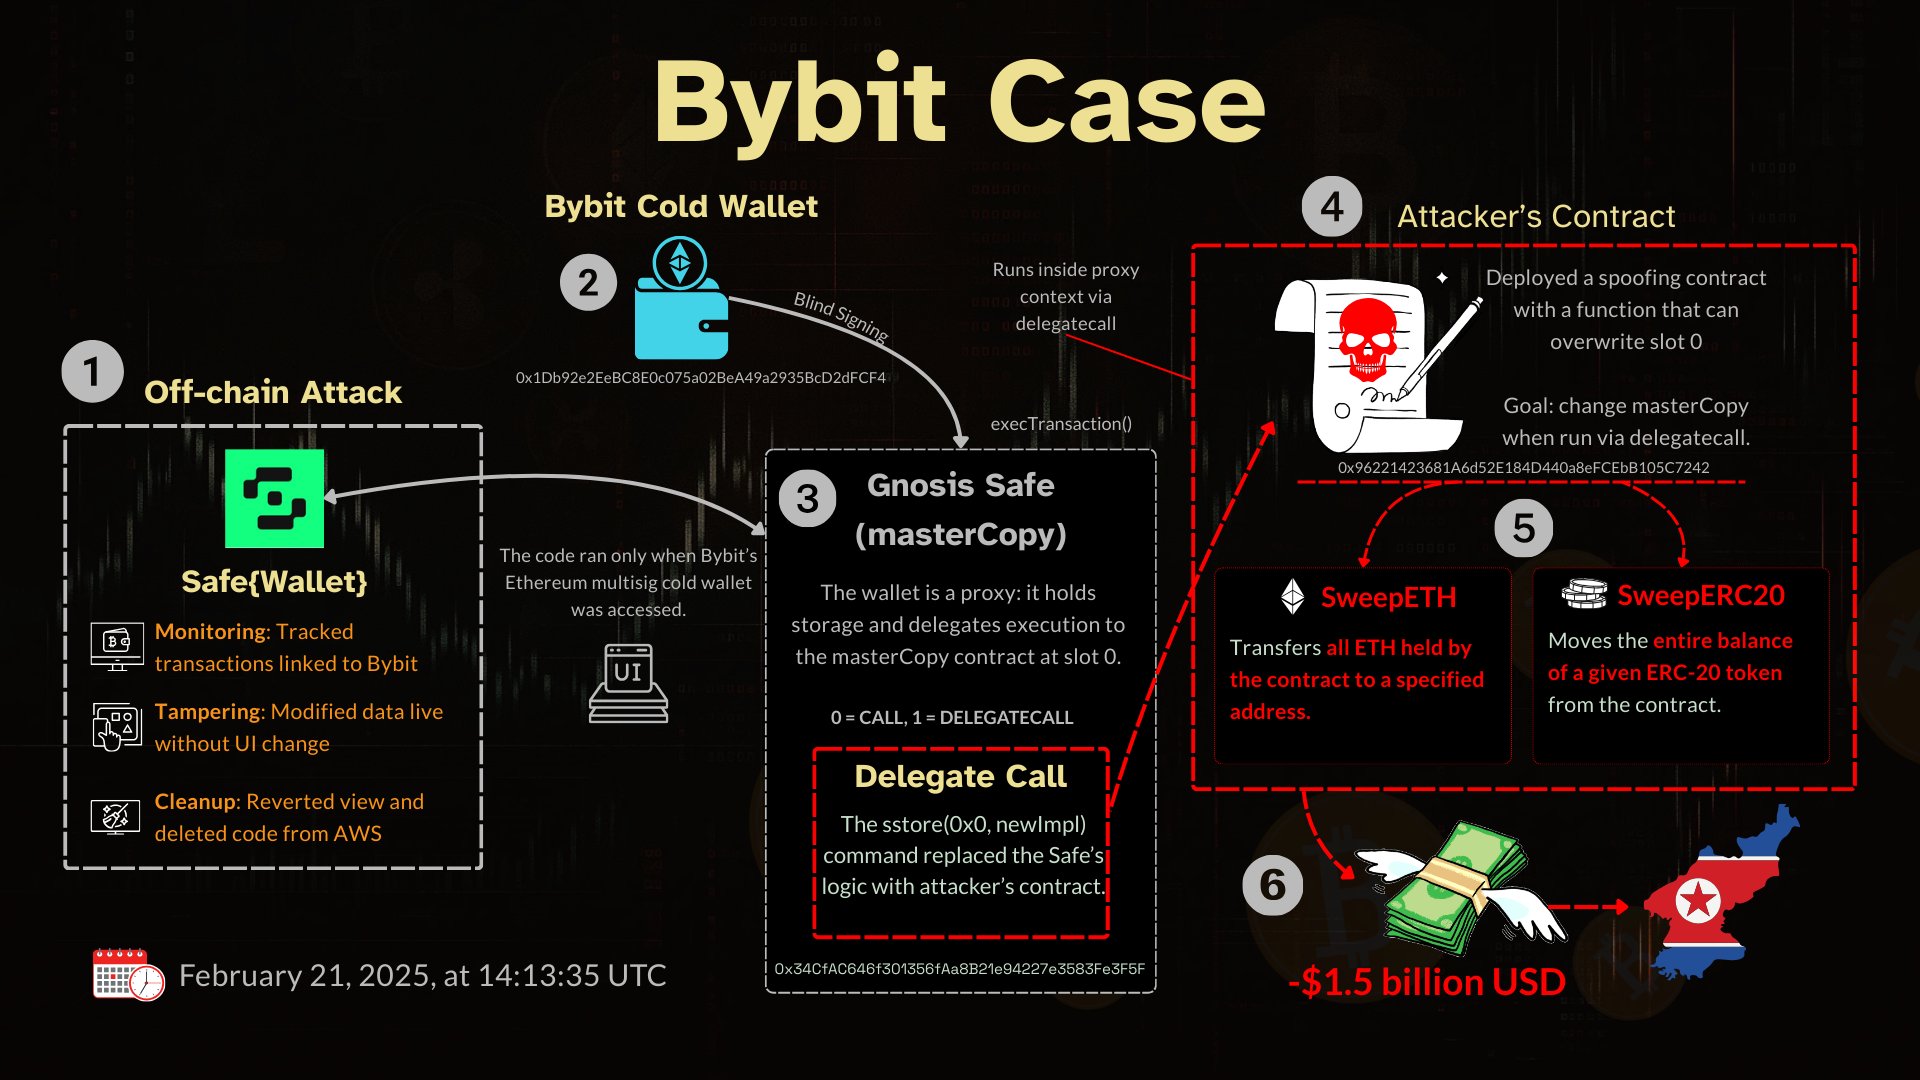 Bybit Case
1
Off-chain Attack
Safe{Wallet}
Monitoring: Tracked
transactions linked to Bybit
Tampering: Modified data live
without UI change
Cleanup: Reverted view and
deleted code from AWS
February 21, 2025, at 14:13:35 UTC
Bybit Cold Wallet
2
Blind Signing
0x1Db92e2EeBC8E0c075a02BeA49a2935BcD2dFCF4
The code ran only when Bybit's
Ethereum multisig cold wallet
was accessed.
UI
execTransaction()
3
Gnosis Safe
(masterCopy)
The wallet is a proxy: it holds
storage and delegates execution to
the masterCopy contract at slot 0.
0 = CALL, 1 = DELEGATECALL
Delegate Call
The sstore(0x0, newImpl)
command replaced the Safe's
logic with attacker's contract.
0x34CfAC646f301356fAa8B21e94227e3583Fe3F5F
Runs inside proxy
context via
delegatecall
4
Attacker's Contract
Deployed a spoofing contract
with a function that can
overwrite slot 0
Goal: change masterCopy
when run via delegatecall.
0x96221423681A6d52E184D440a8eFCEbB105C7242
5
SweepETH
Transfers all ETH held by
the contract to a specified
address.
SweepERC20
Moves the entire balance
of a given ERC-20 token
from the contract.
6
-$1.5 billion USD